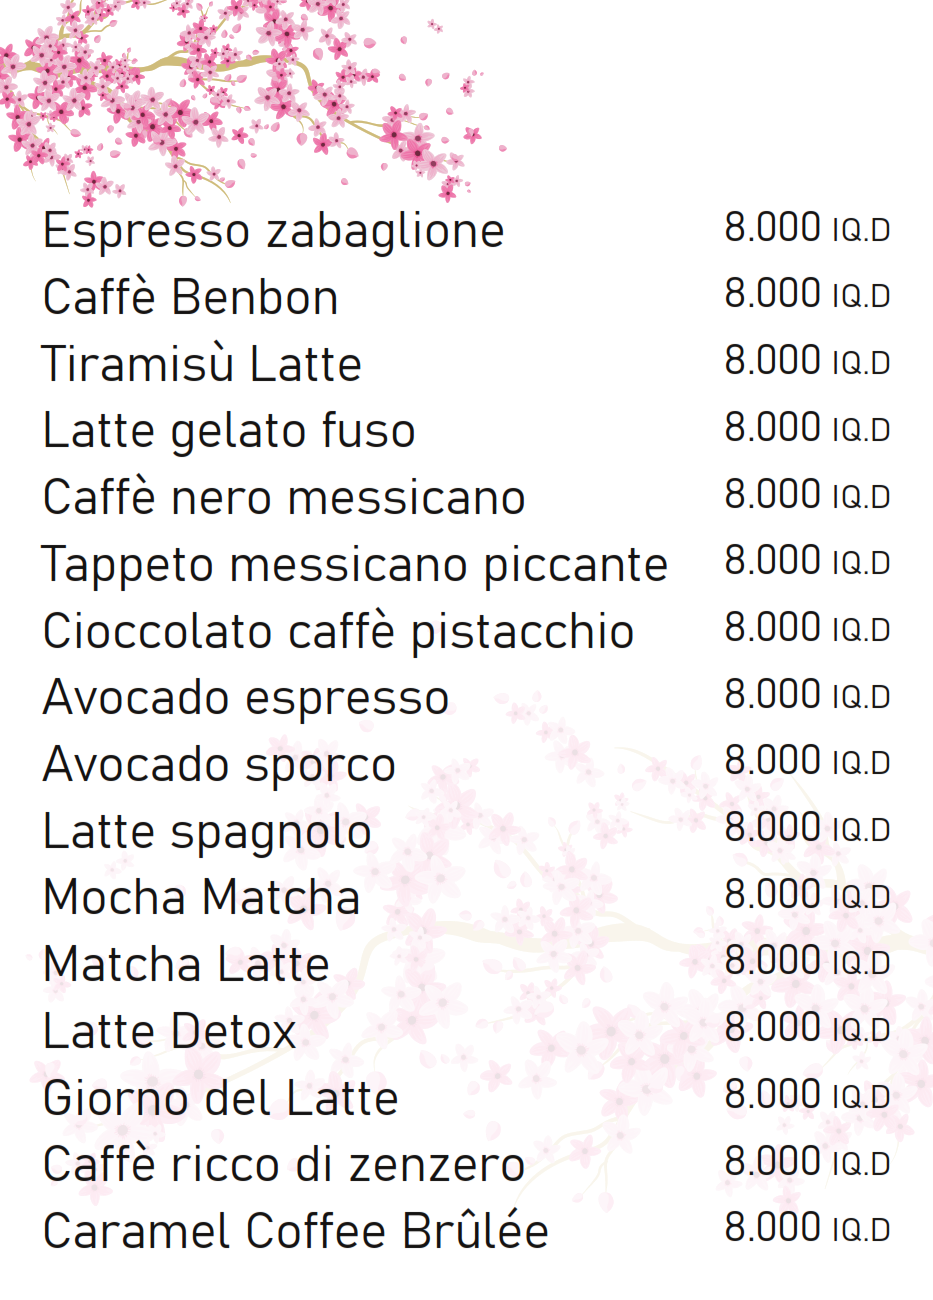 Espresso zabaglione 8.000 IQ.D
Caffè Benbon 8.000 IQ.D
Tiramisù Latte 8.000 IQ.D
Latte gelato fuso 8.000 IQ.D
Caffè nero messicano 8.000 IQ.D
Tappeto messicano piccante 8.000 IQ.D
Cioccolato caffè pistacchio 8.000 IQ.D
Avocado espresso 8.000 IQ.D
Avocado sporco 8.000 IQ.D
Latte spagnolo 8.000 IQ.D
Mocha Matcha 8.000 IQ.D
Matcha Latte 8.000 IQ.D
Latte Detox 8.000 IQ.D
Giorno del Latte 8.000 IQ.D
Caffè ricco di zenzero 8.000 IQ.D
Caramel Coffee Brûlée 8.000 IQ.D